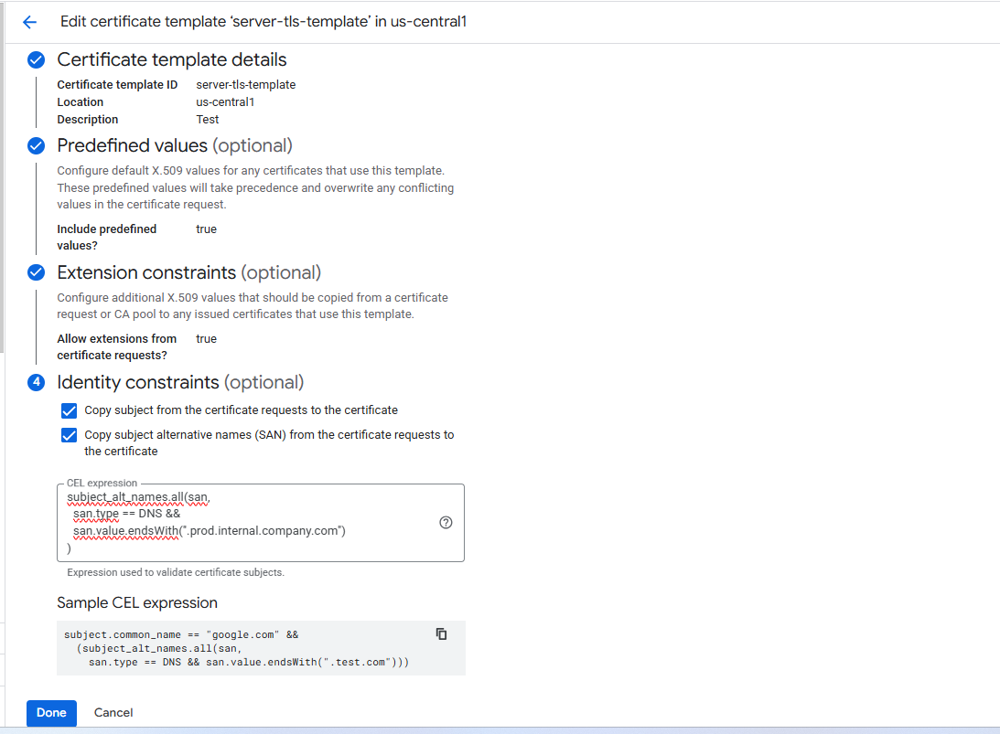 Edit certificate template ‘server-tls-template’ in us-central1
Certificate template details
Certificate template ID server-tls-template
Location us-central1
Description Test
Predefined values (optional)
Configure default X.509 values for any certificates that use this template.
These predefined values will take precedence and overwrite any conflicting
values in the certificate request.
Include predefined true
values?
Extension constraints (optional)
Configure additional X.509 values that should be copied from a certificate
request or CA pool to any issued certificates that use this template.
Allow extensions from true
certificate requests?
4 Identity constraints (optional)
Copy subject from the certificate requests to the certificate
Copy subject alternative names (SAN) from the certificate requests to
the certificate
CEL expression
subject_alt_names.all(san,
san.type == DNS &&
san.value.endsWith(".prod.internal.company.com")
)
Expression used to validate certificate subjects.
Sample CEL expression
subject.common_name == "google.com" &&
(subject_alt_names.all(san,
san.type == DNS && san.value.endsWith(".test.com")))
Done Cancel